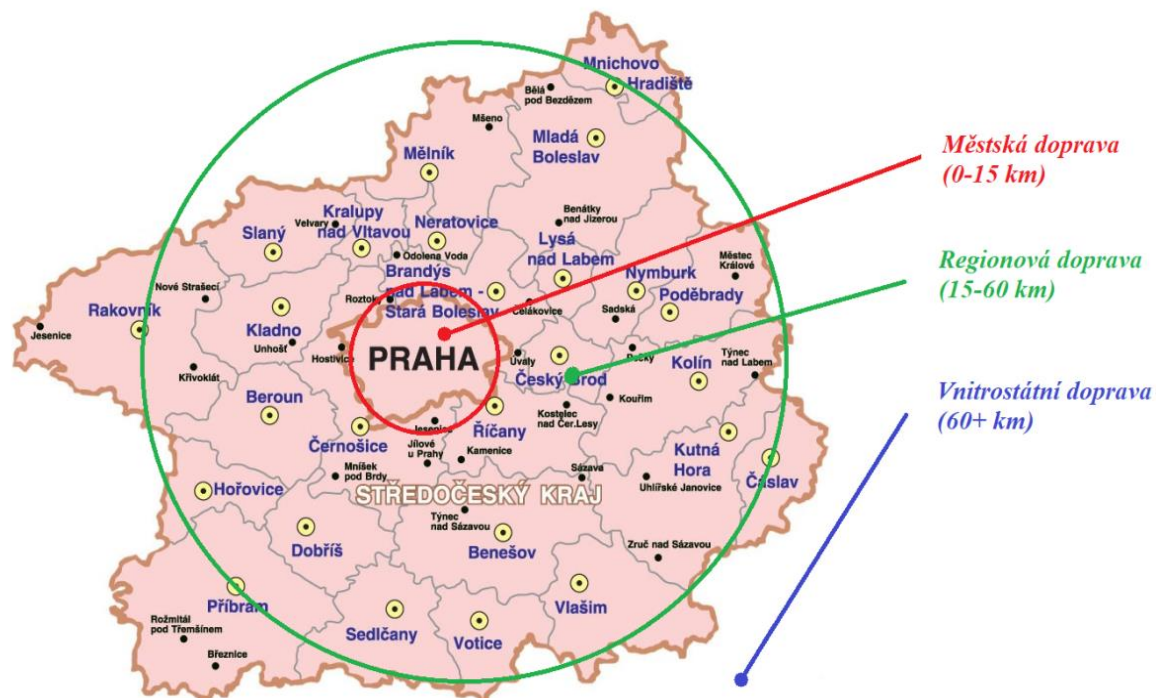 Mnichovo
Hradiště
Bělá
pod Bezdězem
Mšeno
Mladá
Boleslav
Městská doprava
(0-15 km)
Mělník
Benátky
nad Jizerou
Kralupy
nad Vltavou
Velvary
Neratovice
Slaný
Lysá
nad Labem
Odolena Voda
Městec
Králové
Regionová doprava
(15-60 km)
Brandýs
nad Labem -
Stará Boleslav
Nymburk
Poděbrady
Nové Strašecí
Roztoky
Čelákovice
Sadská
Rakovník
Jesenice
Kladno
Unhošť
Hostivice
PRAHA
Úvaly
Pečky
Kolín
Týnec
nad Labem
Křivoklát
Český Brod
Kouřim
Vnitrostátní doprava
(60+ km)
Beroun
Kostelec
nad Čer.Lesy
Jesenice
Říčany
Černošice
Jílové
u Prahy
Kamenice
Kutná
Hora
Mníšek
pod Brdy
Sázava
Uhlířské Janovice
Čáslav
Hořovice
STŘEDOČESKÝ KRAJ
Týnec
nad Sázavou
Dobříš
Benešov
Zruč nad Sázavou
Příbram
Vlašim
Rožmitál
pod Třemšínem
Sedlčany
Votice
Březnice